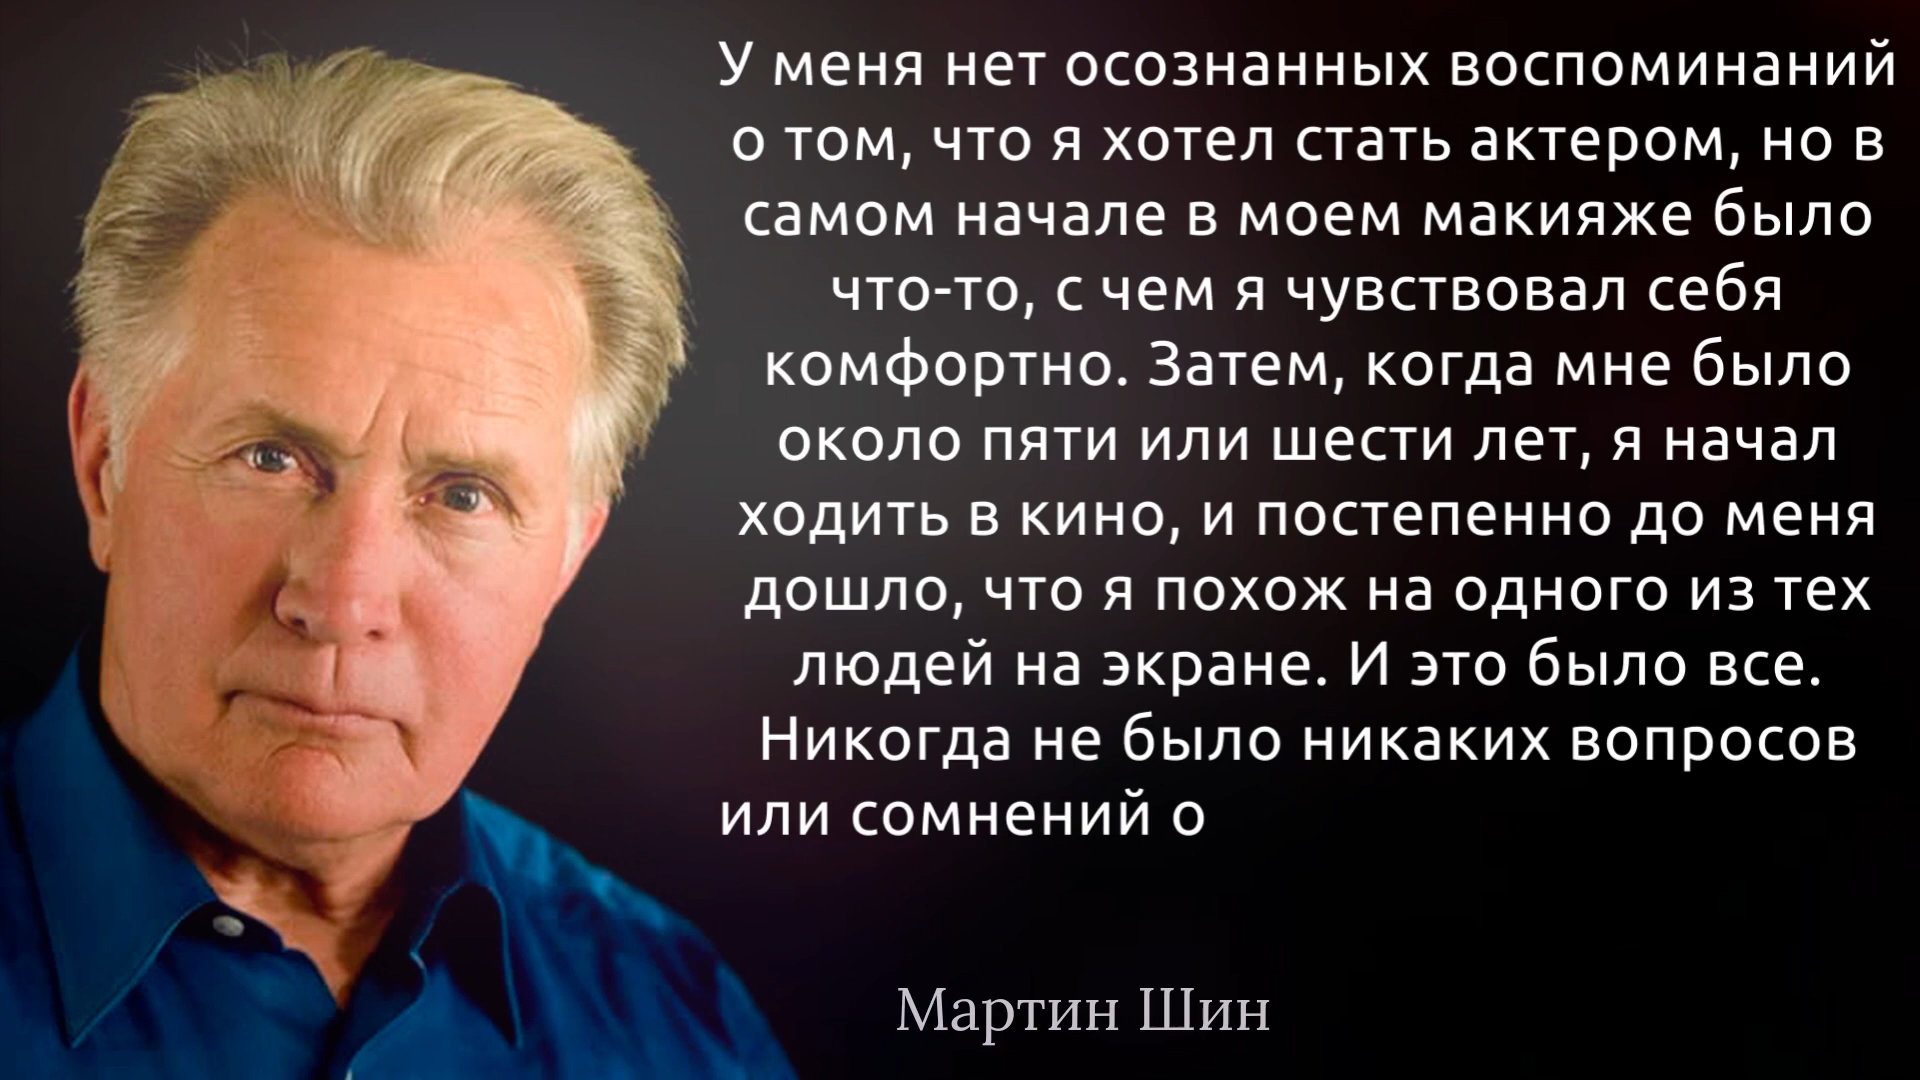 У меня нет осознанных воспоминаний
о том, что я хотел стать актером, но в
самом начале в моем макияже было
что-то, с чем я чувствовал себя
комфортно. Затем, когда мне было
около пяти или шести лет, я начал
ходить в кино, и постепенно до меня
дошло, что я похож на одного из тех
людей на экране. И это было все.
Никогда не было никаких вопросов
или сомнений о
Мартин Шин